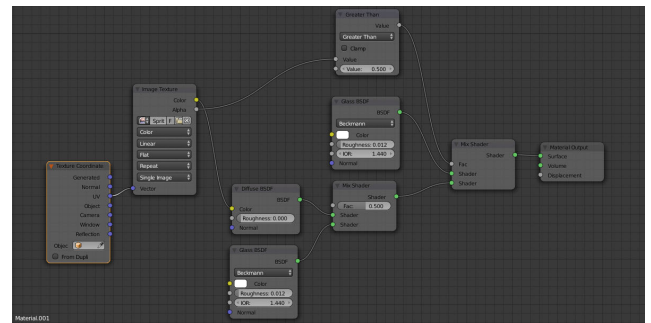 Greater Than
Value
Greater Than
Clamp
Value
Value: 0.500
Image Texture
Color
Alpha
Spill F
Color
Linear
Flat
Repeat
Single Image
Vector
Texture Coordinate
Generated
Normal
UV
Object
Camera
Window
Reflection
Objec
From Dupli
Glass BSDF
BSDF
Beckmann
Color
Roughness: 0.012
IOR: 1.440
Normal
Diffuse BSDF
BSDF
Color
Roughness: 0.000
Normal
Mix Shader
Shader
Fac: 0.500
Shader
Shader
Glass BSDF
BSDF
Beckmann
Color
Roughness: 0.012
IOR: 1.440
Normal
Mix Shader
Shader
Fac
Shader
Shader
Material Output
Surface
Volume
Displacement
Material.001